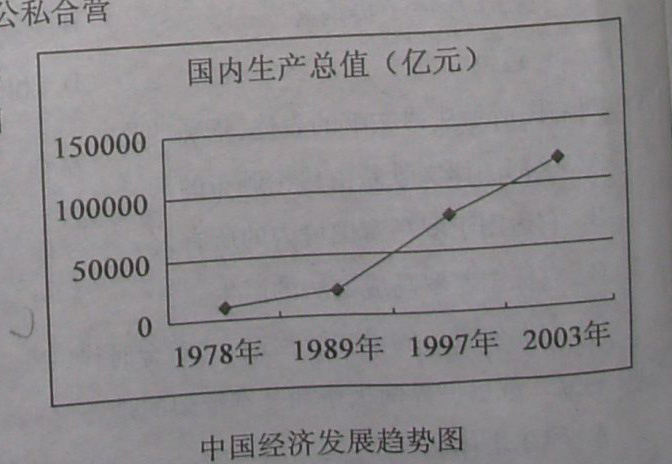 公私合营
国内生产总值（亿元）
150000
100000
50000
0
1978年 1989年 1997年 2003年
中国经济发展趋势图